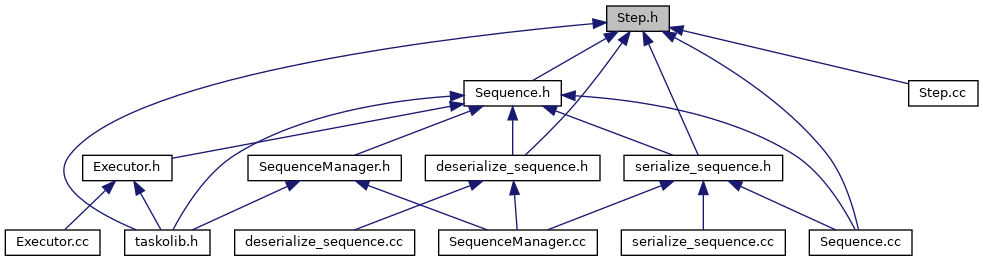 Step.h
Sequence.h
Step.cc
Executor.h
SequenceManager.h
deserialize_sequence.h
serialize_sequence.h
Executor.cc
taskolib.h
deserialize_sequence.cc
SequenceManager.cc
serialize_sequence.cc
Sequence.cc